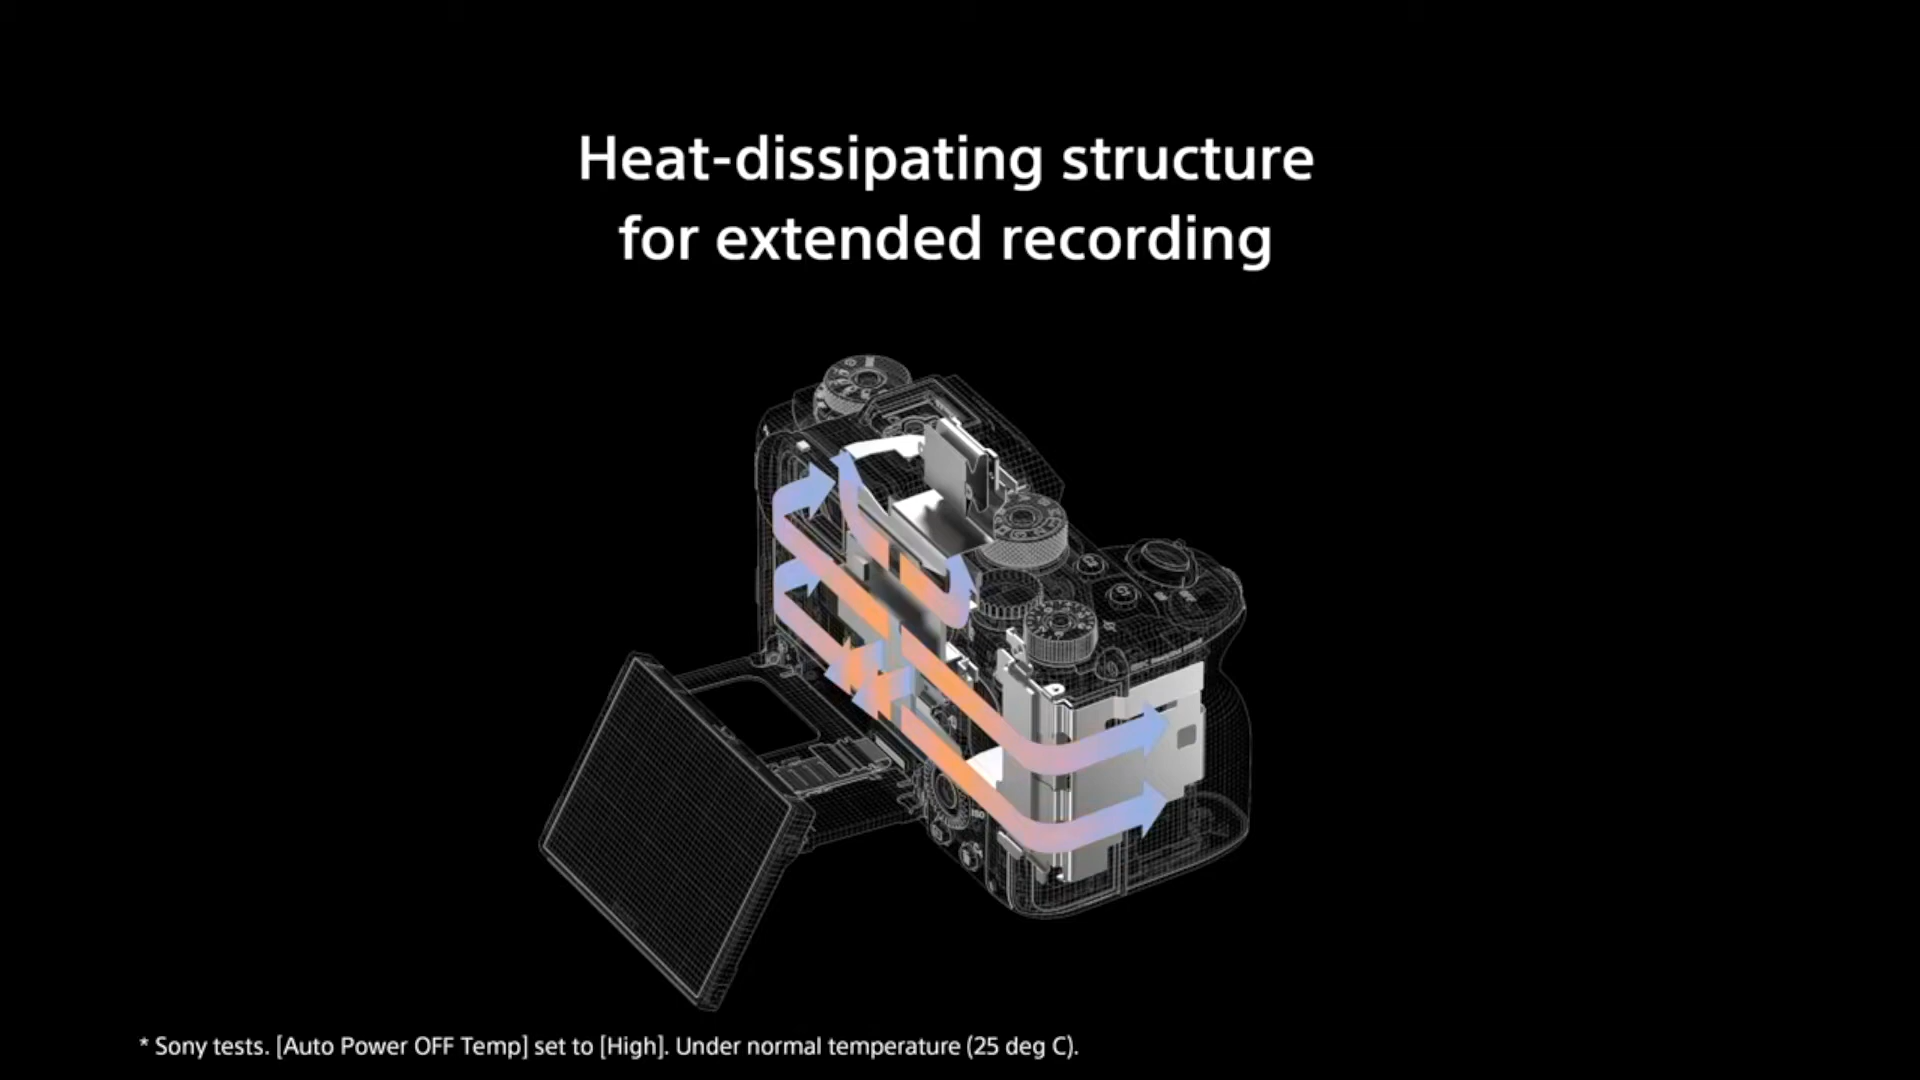 Heat-dissipating structure
for extended recording
* Sony tests. [Auto Power OFF Temp] set to [High]. Under normal temperature (25 deg C).